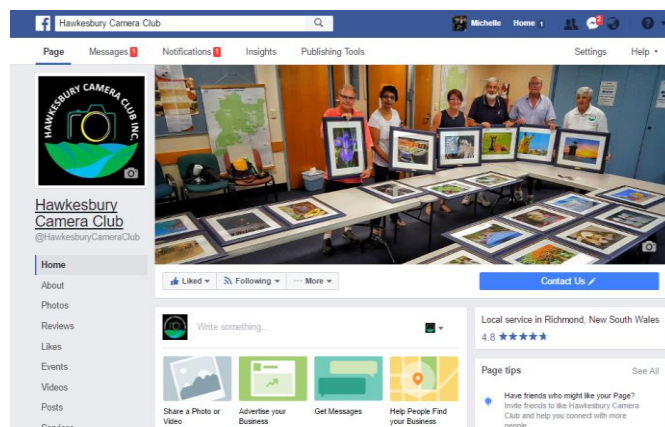 Hawkesbury Camera Club
Michelle
Home 1
2
Page
Messages 1
Notifications 1
Insights
Publishing Tools
Settings
Help
HAWKESBURY CAMERA CLUB INC.
Hawkesbury
Camera Club
@HawkesburyCameraClub
Home
About
Photos
Reviews
Likes
Events
Videos
Posts
Services
Liked
Following
··· More
Contact Us
Write something...
Share a Photo or
Video
Advertise your
Business
Get Messages
Help People Find
your Business
Local service in Richmond, New South Wales
4.8 ★★★★★
Page tips
See All
Have friends who might like your Page?
Invite friends to like Hawkesbury Camera
Club and help you connect with more
people.